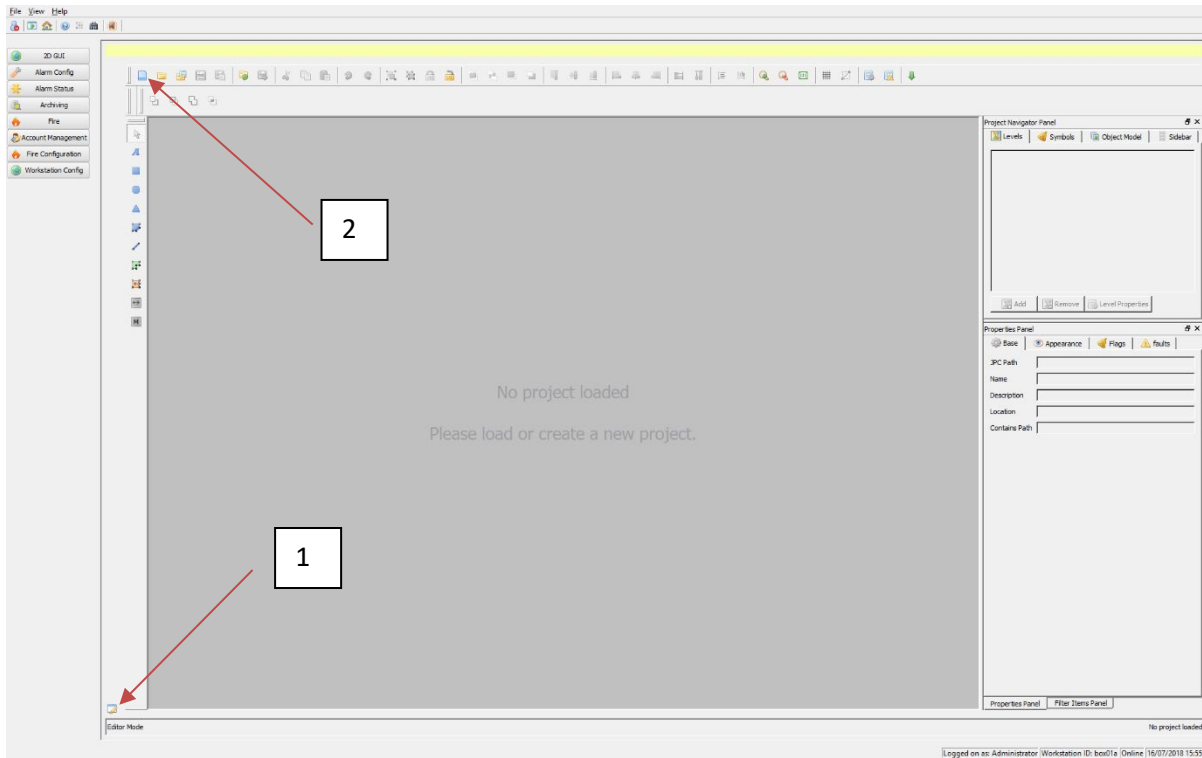 File View Help
2D GUI
Alarm Config
Alarm Status
Archiving
Fire
Account Management
Fire Configuration
Workstation Config
2
1
No project loaded
Please load or create a new project.
Project Navigator Panel
Levels Symbols Object Model Sidebar
Add Remove Level Properties
Properties Panel
Base Appearance Flags faults
JPC Path
Name
Description
Location
Contains Path
Properties Panel Filter Items Panel
Editor Mode No project loaded
Logged on as: Administrator Workstation ID: box01a Online 16/07/2018 15:55